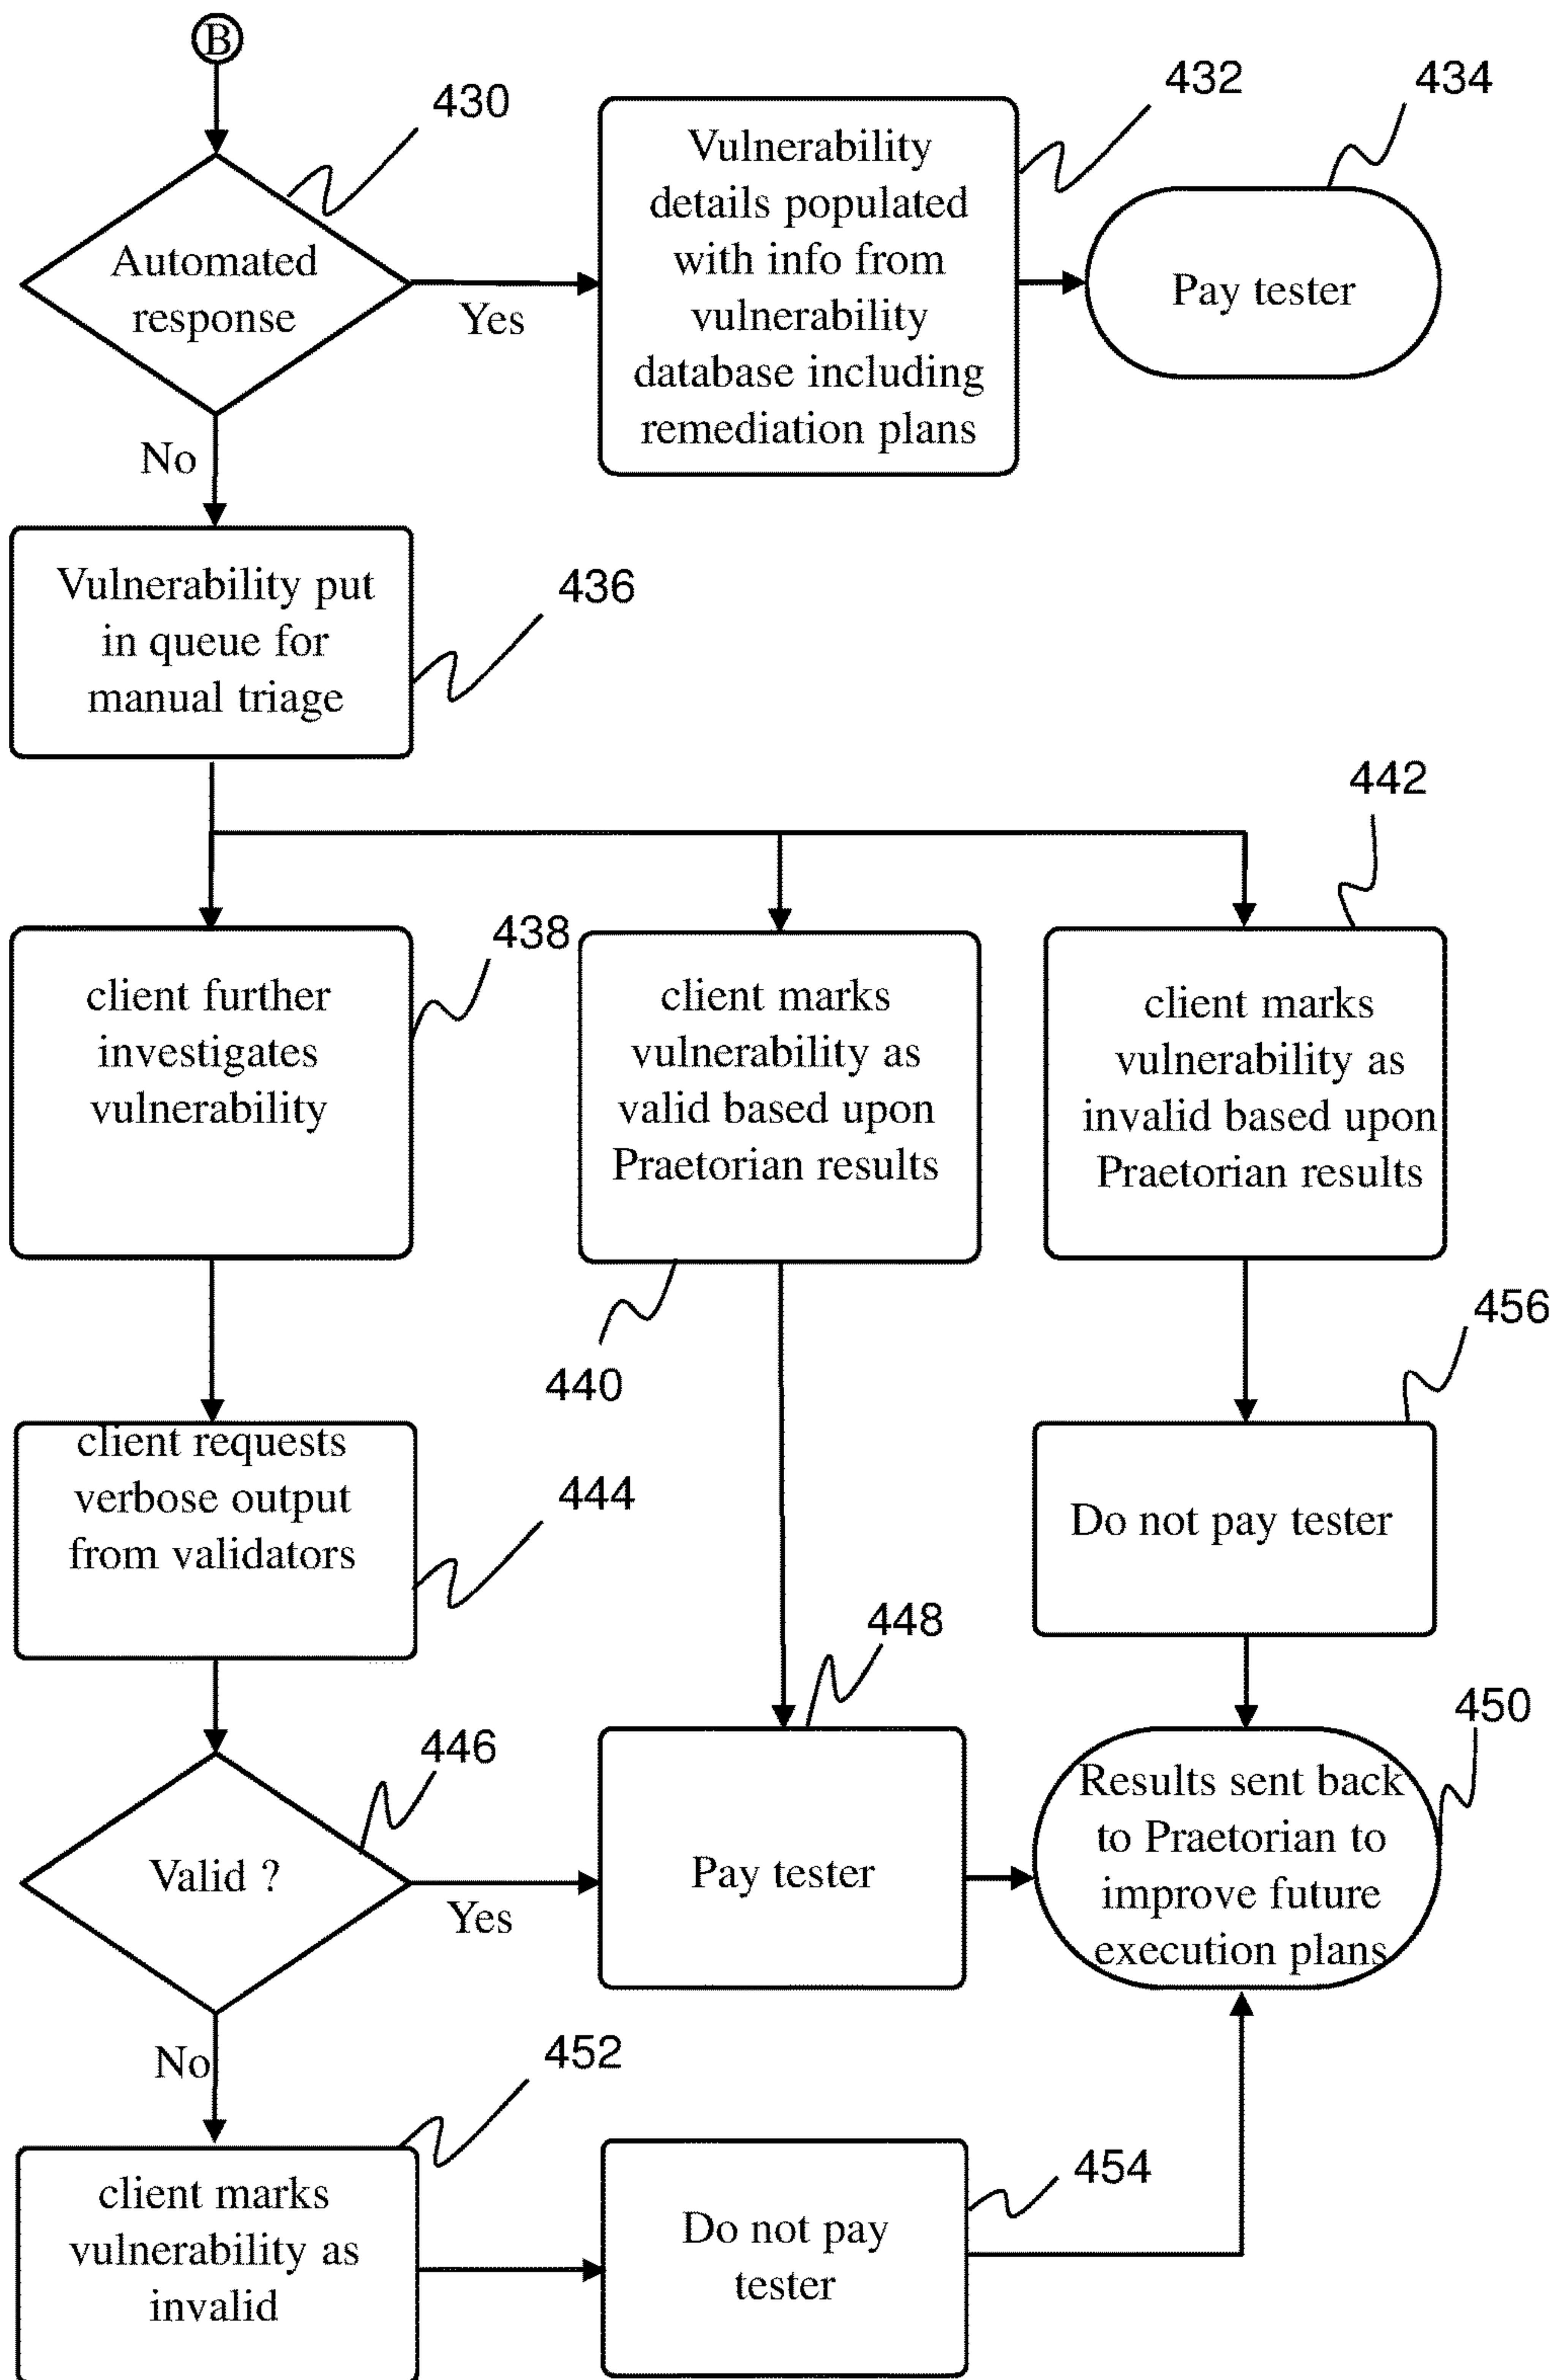 B
430
432
434
Automated
response
Yes
Vulnerability
details populated
with info from
vulnerability
database including
remediation plans
Pay tester
No
Vulnerability put
in queue for
manual triage
436
442
438
client further
investigates
vulnerability
client marks
vulnerability as
valid based upon
Praetorian results
client marks
vulnerability as
invalid based upon
Praetorian results
440
456
client requests
verbose output
from validators
444
Do not pay tester
448
446
450
Valid ?
Yes
Pay tester
Results sent back
to Praetorian to
improve future
execution plans
No
452
client marks
vulnerability as
invalid
Do not pay
tester
454